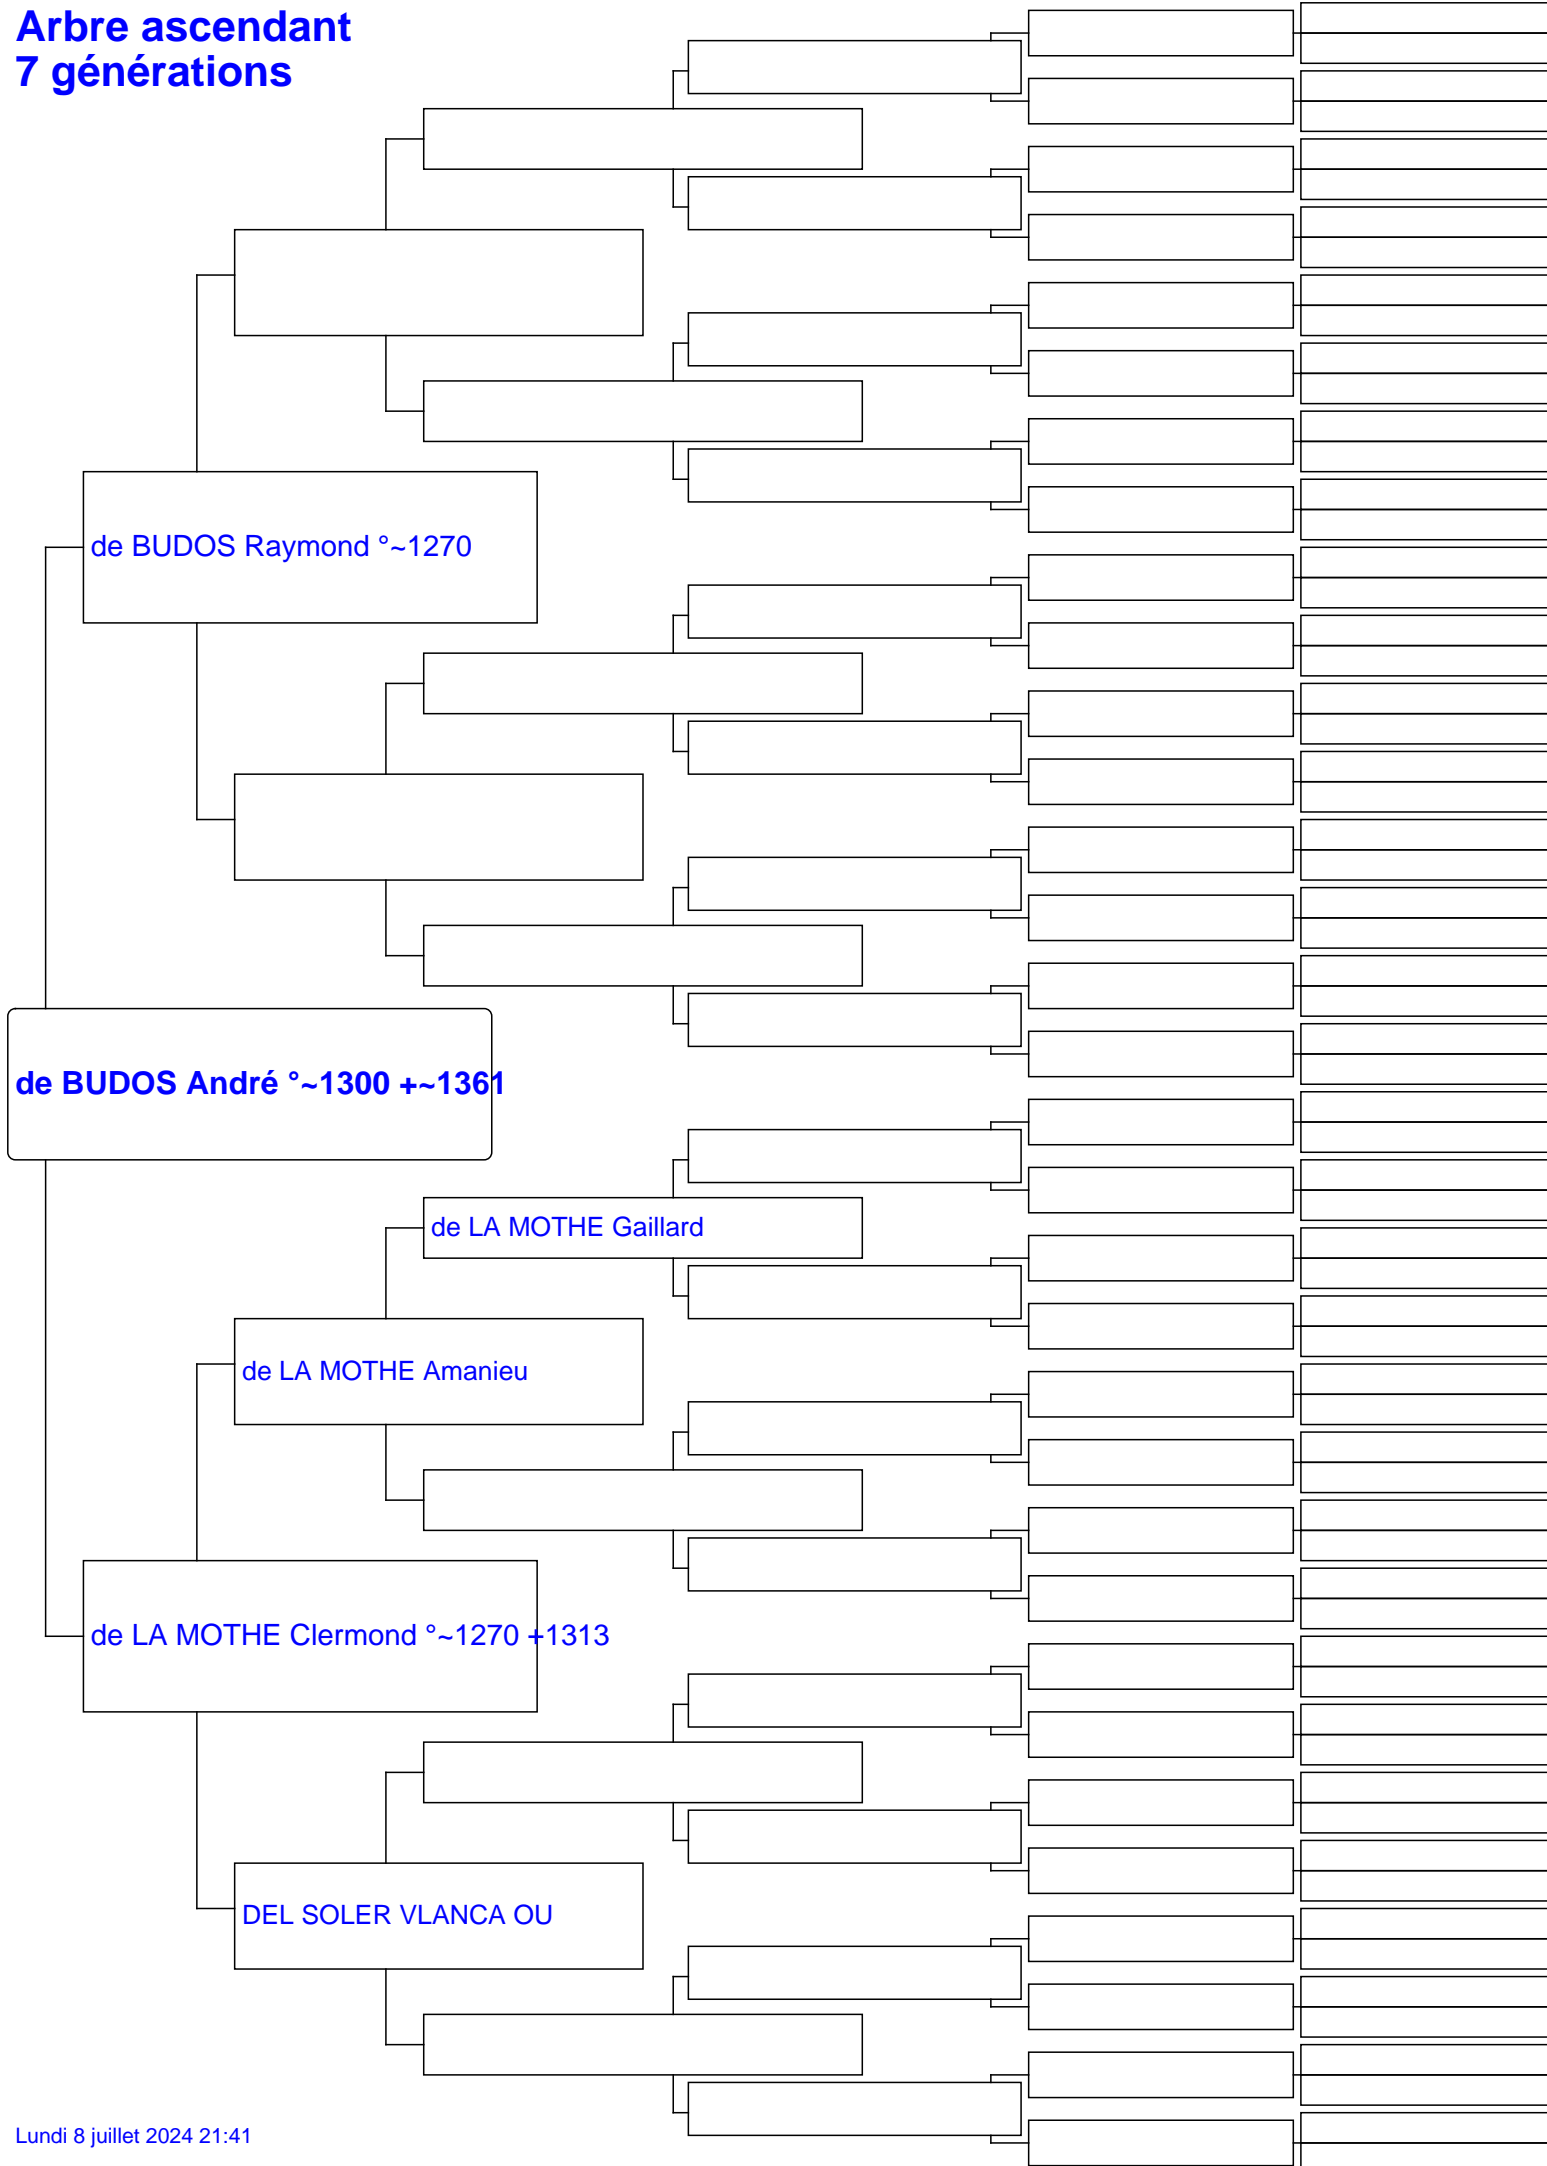 Arbre ascendant
7 générations
de BUDOS Raymond °~1270
de BUDOS André °~1300 +~1361
de LA MOTHE Gaillard
de LA MOTHE Amanieu
de LA MOTHE Clermond °~1270 +1313
DEL SOLER VLANCA OU
Lundi 8 juillet 2024 21:41